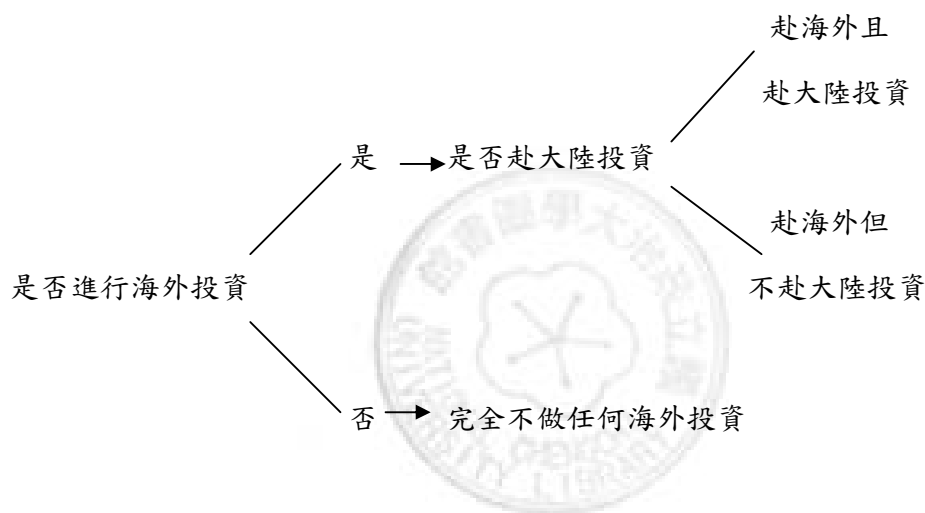 赴海外且
赴大陸投資
是
是否赴大陸投資
赴海外但
是否進行海外投資
不赴大陸投資
否
完全不做任何海外投資